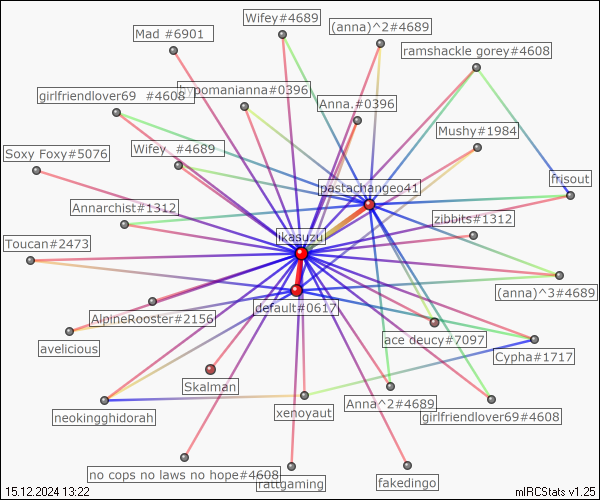 Wifey#4689
(anna)^2#4689
Mad #6901
ramshackle gorey#4608
girlfriendlover69 #4608
hypomanianna#0396
Anna.#0396
Mushy#1984
Wifey #4689
Soxy Foxy#5076
pastachangeo41
frisout
Annarchist#1312
zibbits#1312
ikasuzu
Toucan#2473
(anna)^3#4689
default#0617
AlpineRooster#2156
ace deucy#7097
avelicious
Cypha#1717
Skalman
Anna^2#4689
xenoyaut
girlfriendlover69#4608
neokingghidorah
no cops no laws no hope#4608
rattgaming
fakedingo
15.12.2024 13:22
mIRCStats v1.25